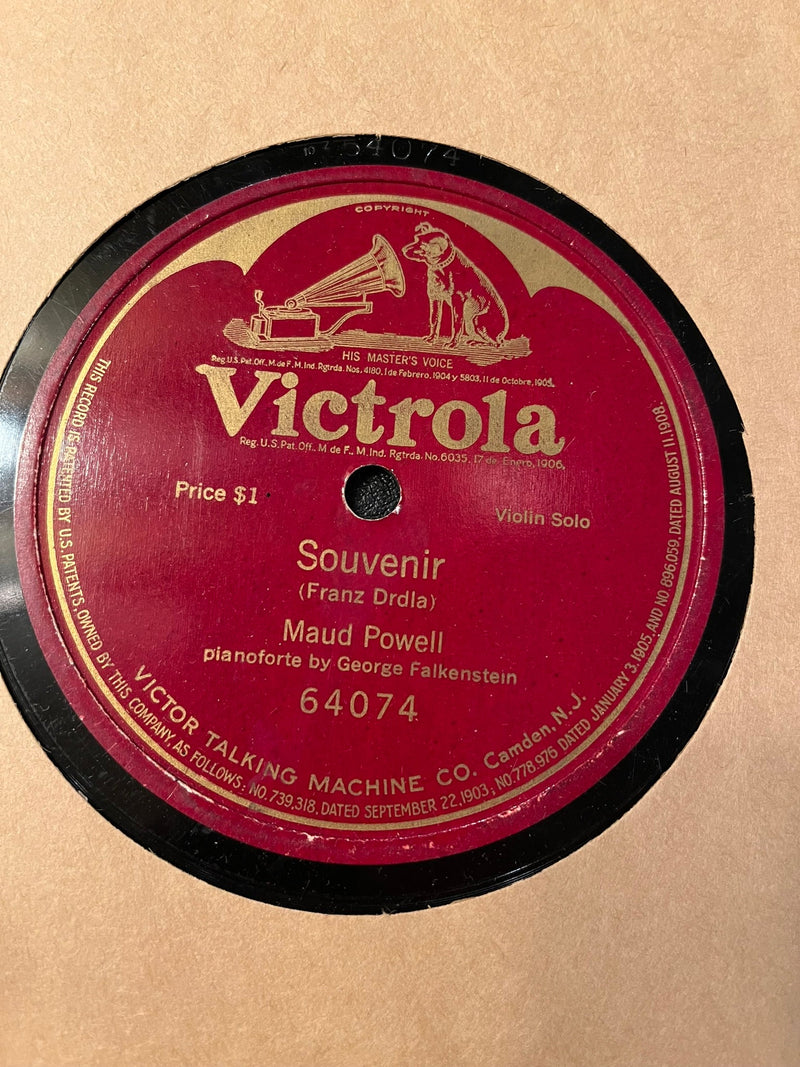 54074
COPYRIGHT
HIS MASTER'S VOICE
Reg.U.S.Pat.Off., M.de F., M.Ind. Rgtrda. Nos. 4180, 1 de Febrero, 1904 y 5803, 11 de Octubre, 1905.
Victrola
Reg. U.S. Pat. Off., M de F., M. Ind. Rgtrda. No. 6035, 17 de Enero, 1906.
Price $1
Violin Solo
Souvenir
(Franz Drdla)
Maud Powell
pianoforte by George Falkenstein
64074
VICTOR TALKING MACHINE CO. Camden, N.J.
THIS RECORD IS PATENTED BY U.S. PATENTS, OWNED BY THIS COMPANY, AS FOLLOWS: NO. 739,318, DATED SEPTEMBER 22, 1903; NO. 778,976 DATED JANUARY 3, 1905, AND NO. 896,059, DATED AUGUST 11, 1908.